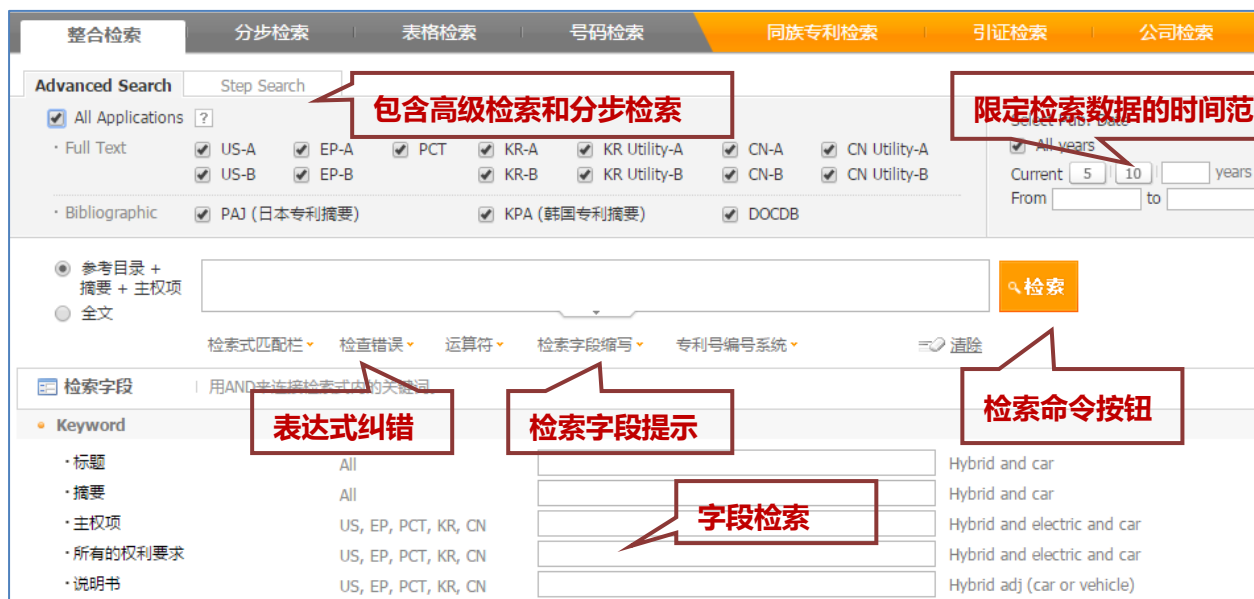 整合检索 分步检索 表格检索 号码检索 同族专利检索 引证检索 公司检索
Advanced Search Step Search
包含高级检索和分步检索
限定检索数据的时间范
All Applications ?
Select Pub. Date
· Full Text US-A EP-A PCT KR-A KR Utility-A CN-A CN Utility-A
All years
US-B EP-B KR-B KR Utility-B CN-B CN Utility-B
Current 5 10 years
From to
· Bibliographic PAJ (日本专利摘要) KPA (韩国专利摘要) DOCDB
参考目录 +
摘要 + 主权项
全文
检索
检索式匹配栏 检查错误 运算符 检索字段缩写 专利号编号系统 清除
检索字段 用AND来连接检索式内的关键词.
表达式纠错
检索字段提示
检索命令按钮
Keyword
·标题 All Hybrid and car
·摘要 All Hybrid and car
·主权项 US, EP, PCT, KR, CN Hybrid and electric and car
字段检索
·所有的权利要求 US, EP, PCT, KR, CN Hybrid and electric and car
·说明书 US, EP, PCT, KR, CN Hybrid adj (car or vehicle)